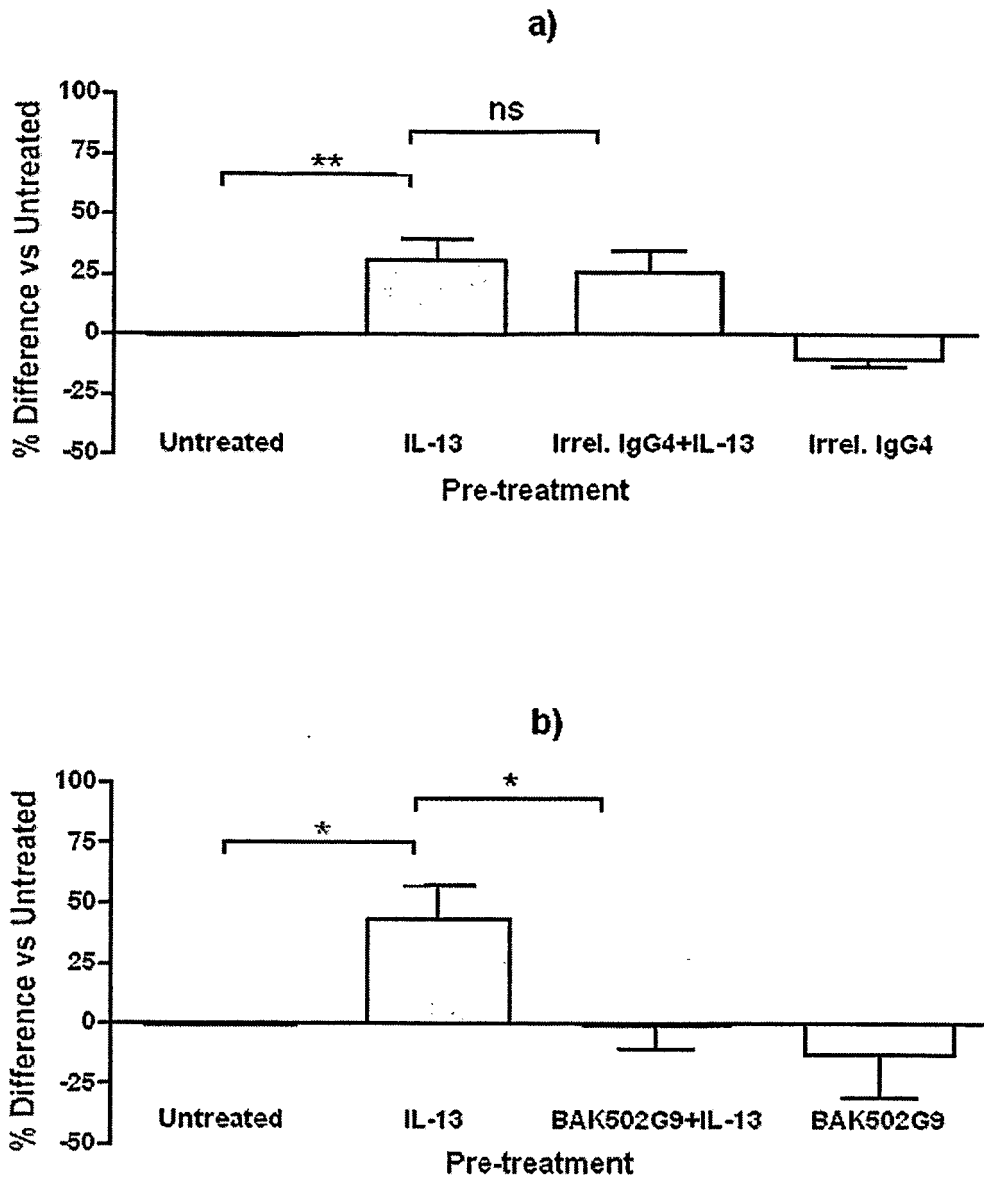 a)
% Difference vs Untreated
100
75
50
25
0
-25
-50
ns
**
Untreated
IL-13
Irrel. IgG4+IL-13
Irrel. IgG4
Pre-treatment
b)
% Difference vs Untreated
100
75
50
25
0
-25
-50
*
*
Untreated
IL-13
BAK502G9+IL-13
BAK502G9
Pre-treatment